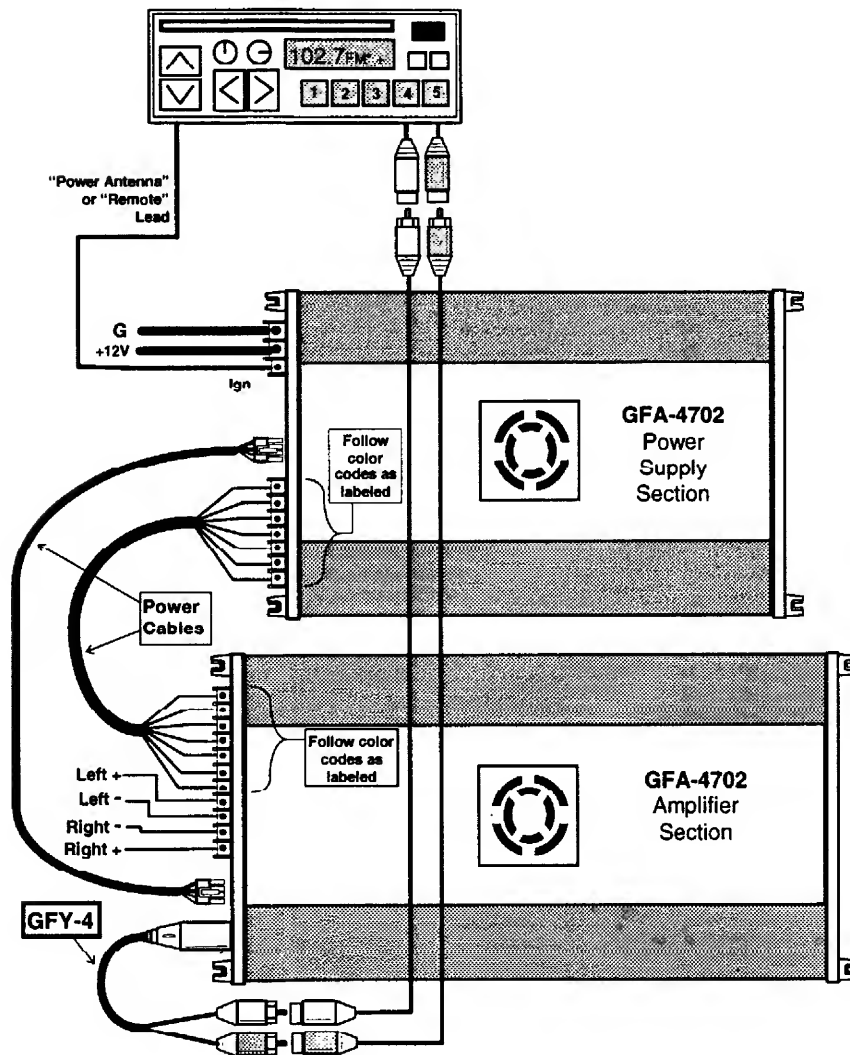 102.7FM +
1 2 3 4 5
"Power Antenna"
or "Remote"
Lead
G
+12V
Ign
Follow
color
codes as
labeled
GFA-4702
Power
Supply
Section
Power
Cables
Follow color
codes as
labeled
Left +
Left -
Right -
Right +
GFA-4702
Amplifier
Section
GFY-4